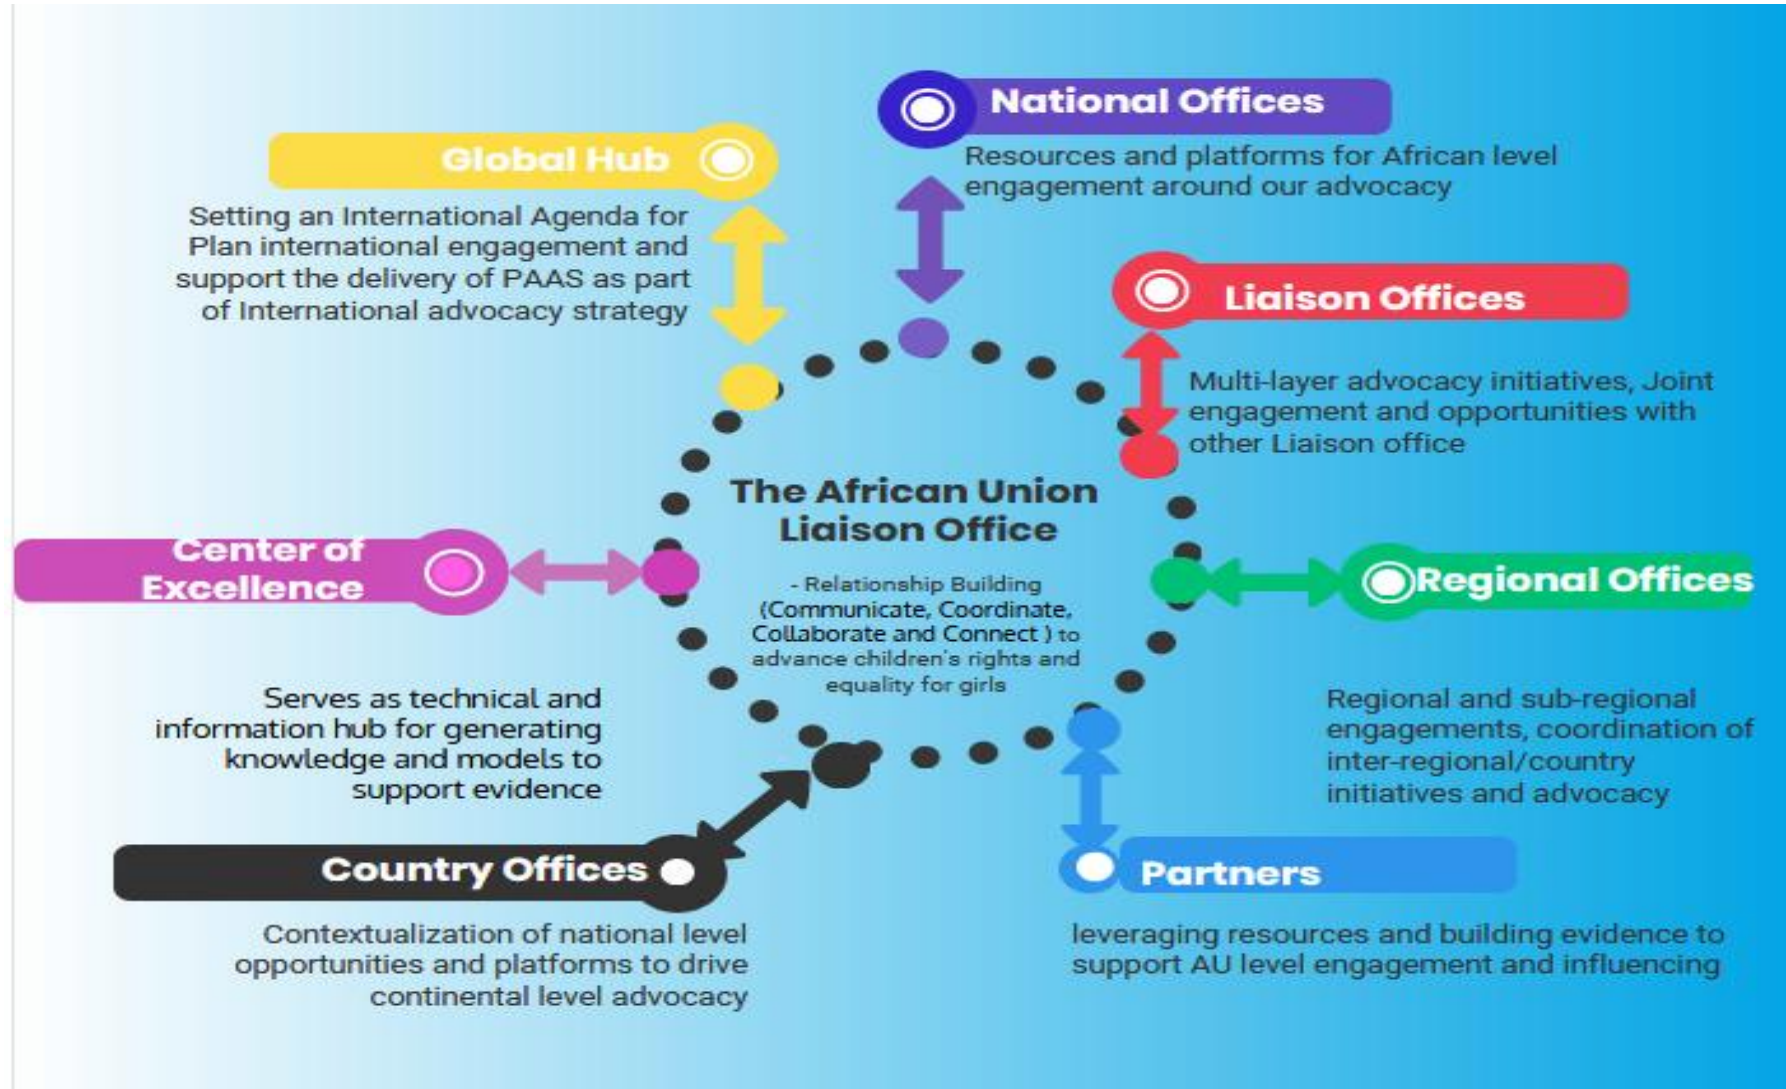 National Offices
Resources and platforms for African level
engagement around our advocacy
Global Hub
Setting an International Agenda for
Plan international engagement and
support the delivery of PAAS as part
of International advocacy strategy
Liaison Offices
Multi-layer advocacy initiatives, Joint
engagement and opportunities with
other Liaison office
The African Union
Liaison Office
- Relationship Building
(Communicate, Coordinate,
Collaborate and Connect ) to
advance children's rights and
equality for girls
Center of
Excellence
Serves as technical and
information hub for generating
knowledge and models to
support evidence
Regional Offices
Regional and sub-regional
engagements, coordination of
inter-regional/country
initiatives and advocacy
Country Offices
Contextualization of national level
opportunities and platforms to drive
continental level advocacy
Partners
leveraging resources and building evidence to
support AU level engagement and influencing